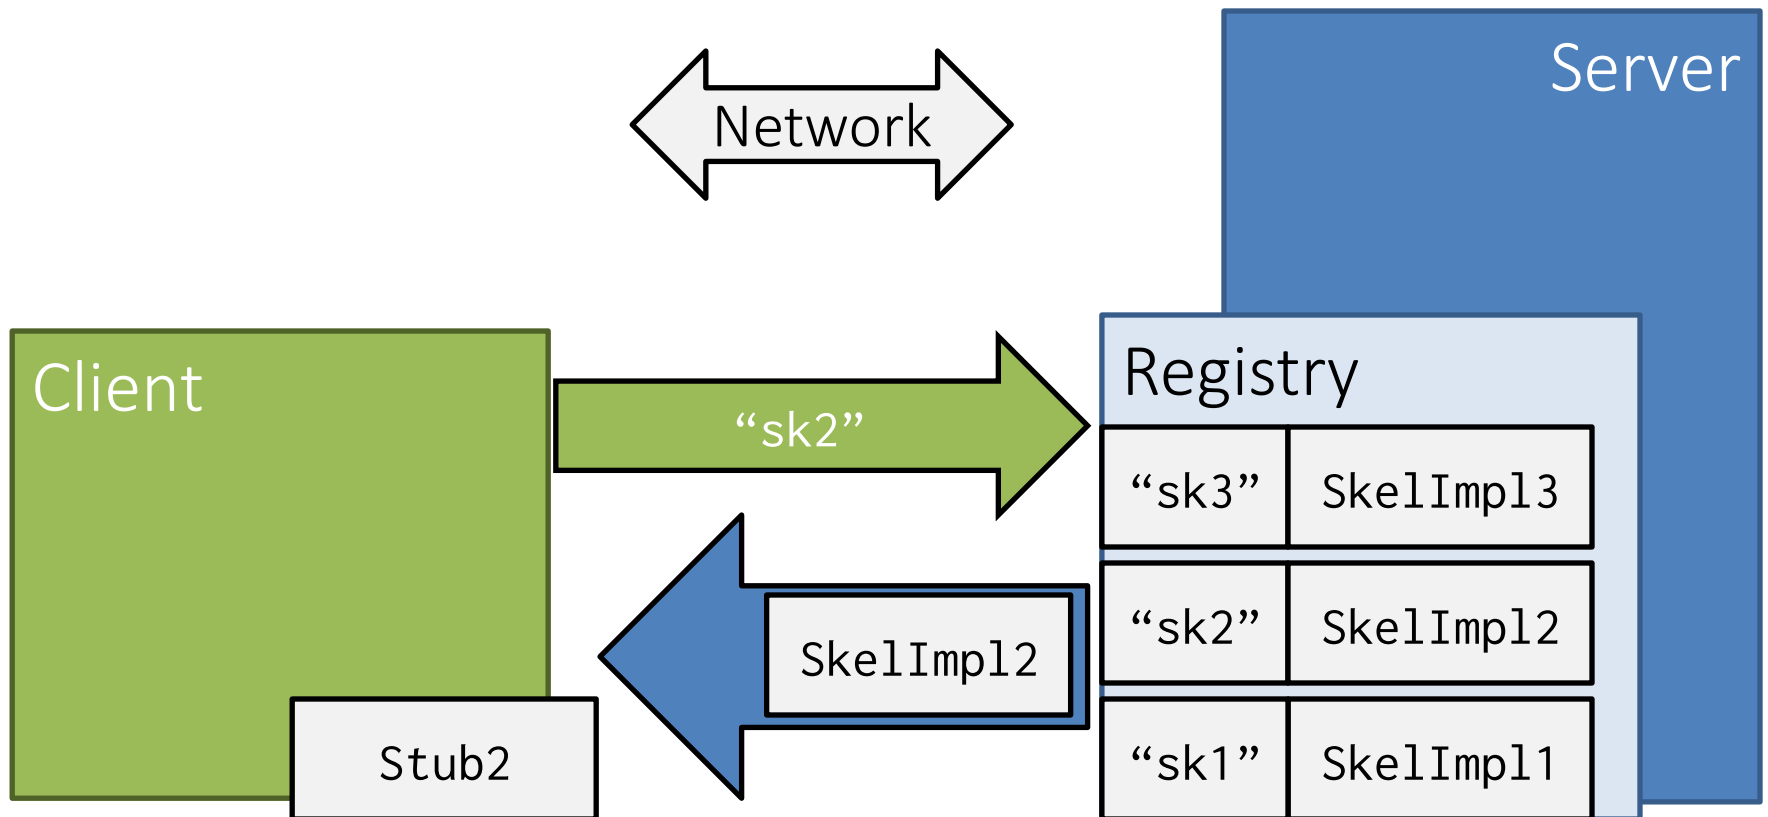 Server
Network
Client
Registry
“sk2”
“sk3” SkelImpl3
“sk2” SkelImpl2
SkelImpl2
“sk1” SkelImpl1
Stub2